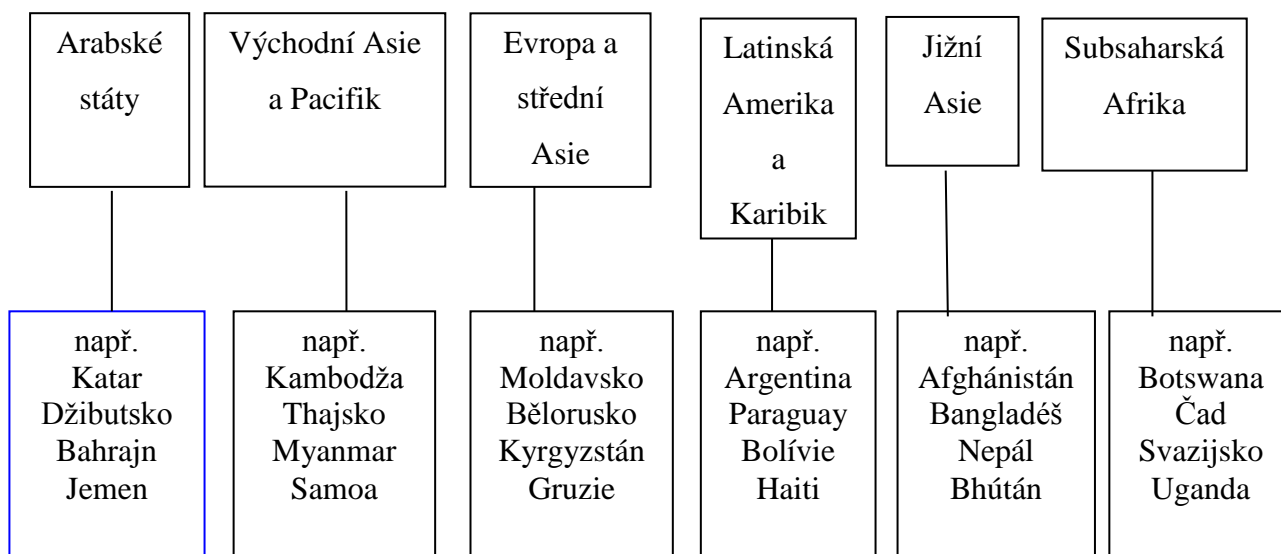 Arabské
státy
Východní Asie
a Pacifik
Evropa a
střední
Asie
Latinská
Amerika
a
Karibik
Jižní
Asie
Subsaharská
Afrika
např.
Katar
Džibutsko
Bahrajn
Jemen
např.
Kambodža
Thajsko
Myanmar
Samoa
např.
Moldavsko
Bělorusko
Kyrgyzstán
Gruzie
např.
Argentina
Paraguay
Bolívie
Haiti
např.
Afghánistán
Bangladéš
Nepál
Bhútán
např.
Botswana
Čad
Svazijsko
Uganda